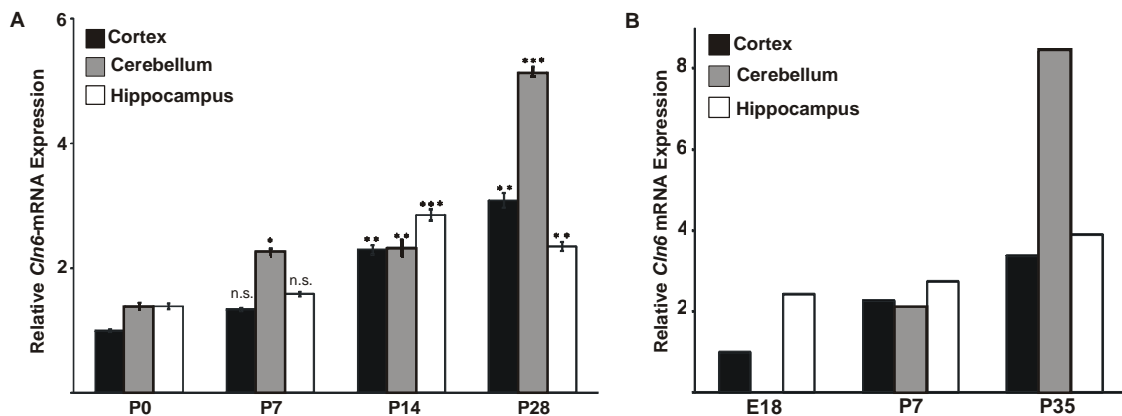 A
Relative Cln6-mRNA Expression
6
4
2
Cortex
Cerebellum
Hippocampus
n.s.
*
n.s.
**
**
***
**
***
**
P0 P7 P14 P28
B
Relative Cln6 mRNA Expression
8
6
4
2
Cortex
Cerebellum
Hippocampus
E18 P7 P35